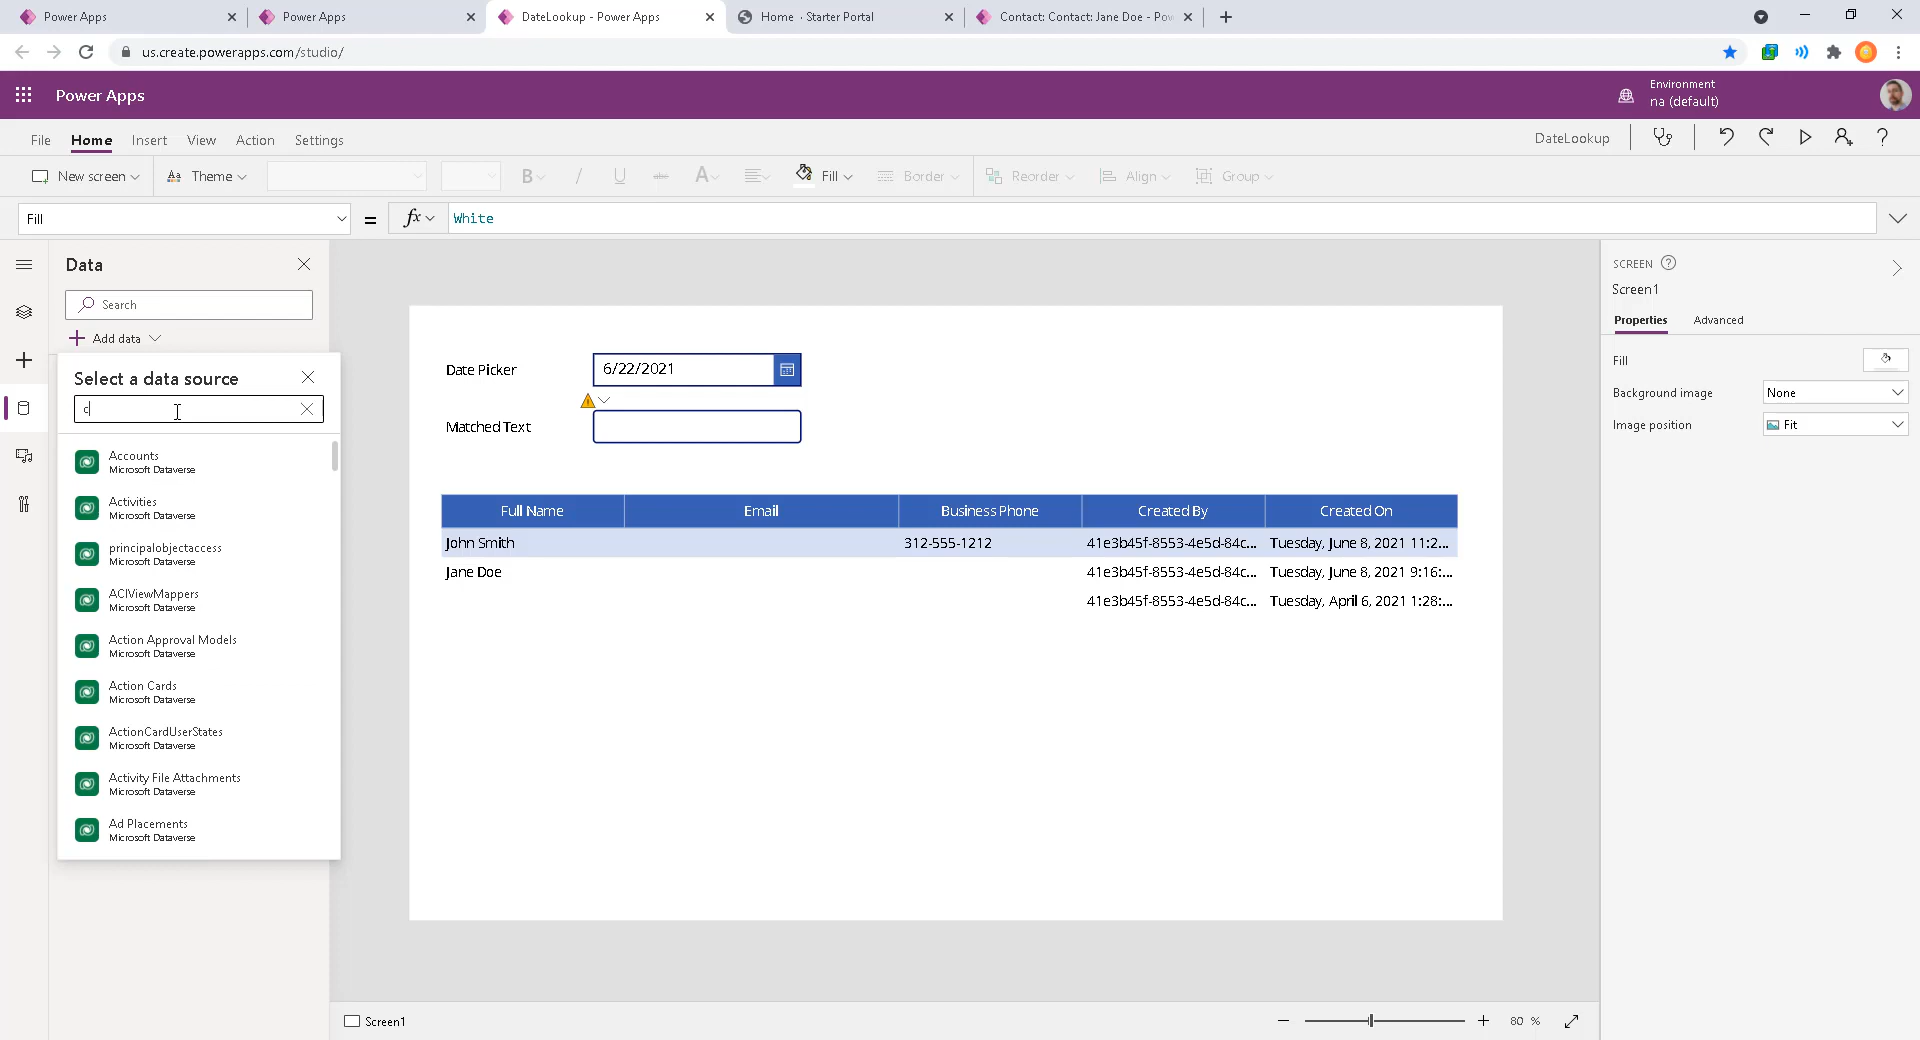 Power Apps
Power Apps
DateLookup - Power Apps
Home · Starter Portal
Contact: Contact: Jane Doe - Pow
us.create.powerapps.com/studio/
Power Apps
Environment
na (default)
File
Home
Insert
View
Action
Settings
DateLookup
New screen
Theme
B
/
U
abc
A
Fill
Border
Reorder
Align
Group
Fill
=
fx
White
Data
Search
Add data
Select a data source
c
Accounts
Microsoft Dataverse
Activities
Microsoft Dataverse
principalobjectaccess
Microsoft Dataverse
ACIViewMappers
Microsoft Dataverse
Action Approval Models
Microsoft Dataverse
Action Cards
Microsoft Dataverse
ActionCardUserStates
Microsoft Dataverse
Activity File Attachments
Microsoft Dataverse
Ad Placements
Microsoft Dataverse
Date Picker
6/22/2021
Matched Text
Full Name Email Business Phone Created By Created On
John Smith 312-555-1212 41e3b45f-8553-4e5d-84c... Tuesday, June 8, 2021 11:2...
Jane Doe 41e3b45f-8553-4e5d-84c... Tuesday, June 8, 2021 9:16:...
41e3b45f-8553-4e5d-84c... Tuesday, April 6, 2021 1:28:...
SCREEN
Screen1
Properties
Advanced
Fill
Background image
None
Image position
Fit
Screen1
80 %